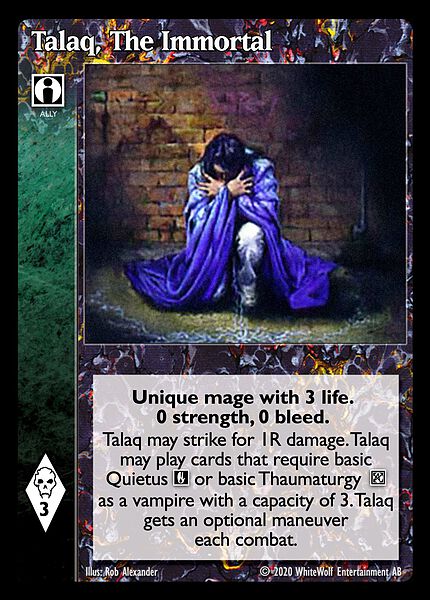 Talaq, The Immortal
ALLY
Unique mage with 3 life.
0 strength, 0 bleed.
Talaq may strike for 1R damage. Talaq
may play cards that require basic
Quietus or basic Thaumaturgy
as a vampire with a capacity of 3. Talaq
gets an optional maneuver
each combat.
3
Illus: Rob Alexander © 2020 WhiteWolf Entertainment AB